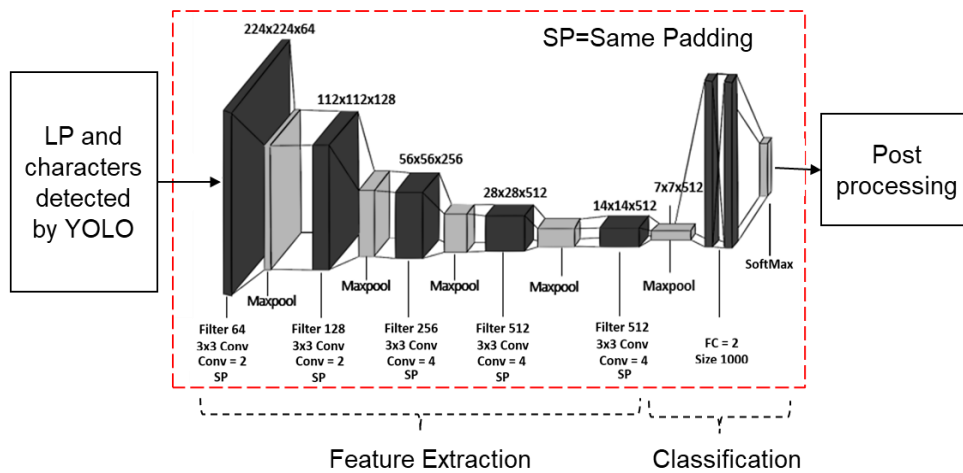 SP=Same Padding
224x224x64
112x112x128
56x56x256
28x28x512
14x14x512
7x7x512
LP and
characters
detected
by YOLO
Post
processing
SoftMax
Maxpool
Maxpool
Maxpool
Maxpool
Maxpool
Filter 64
3x3 Conv
Conv = 2
SP
Filter 128
3x3 Conv
Conv = 2
SP
Filter 256
3x3 Conv
Conv = 4
SP
Filter 512
3x3 Conv
Conv = 4
SP
Filter 512
3x3 Conv
Conv = 4
SP
FC = 2
Size 1000
Feature Extraction
Classification